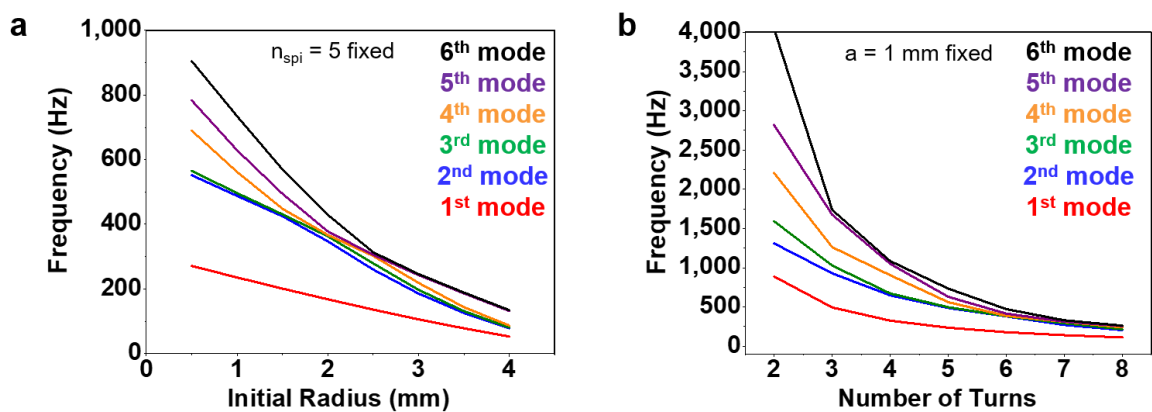 a
1,000
800
600
400
200
0
Frequency (Hz)
n_spi = 5 fixed
6th mode
5th mode
4th mode
3rd mode
2nd mode
1st mode
0 1 2 3 4
Initial Radius (mm)
b
4,000
3,500
3,000
2,500
2,000
1,500
1,000
500
0
Frequency (Hz)
a = 1 mm fixed
6th mode
5th mode
4th mode
3rd mode
2nd mode
1st mode
2 3 4 5 6 7 8
Number of Turns